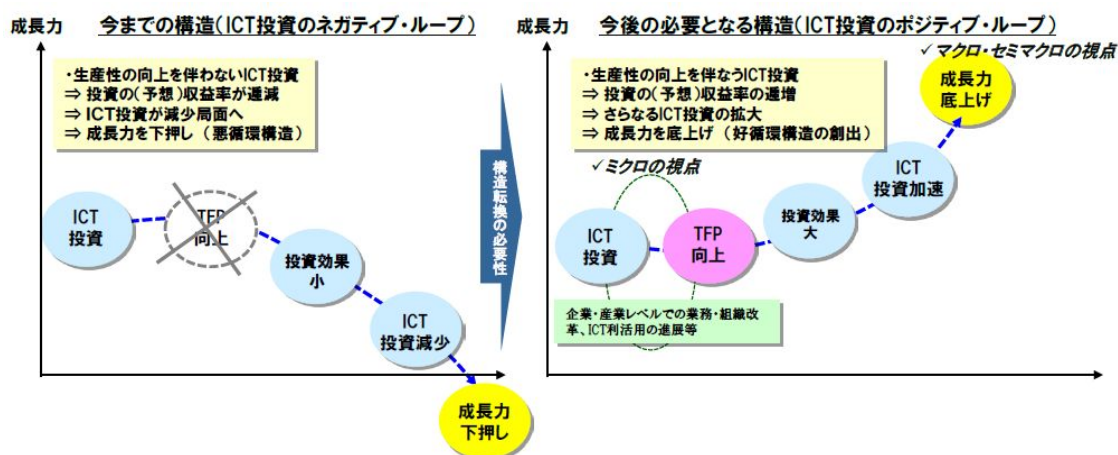 成長力
今までの構造(ICT投資のネガティブ・ループ)
・生産性の向上を伴わないICT投資
⇒ 投資の(予想)収益率が逓減
⇒ ICT投資が減少局面へ
⇒ 成長力を下押し (悪循環構造)
ICT
投資
TFP
向上
投資効果
小
ICT
投資減少
成長力
下押し
構造転換の必要性
成長力
今後の必要となる構造(ICT投資のポジティブ・ループ)
✓マクロ・セミマクロの視点
・生産性の向上を伴なうICT投資
⇒ 投資の(予想)収益率の逓増
⇒ さらなるICT投資の拡大
⇒ 成長力を底上げ (好循環構造の創出)
✓ミクロの視点
ICT
投資
TFP
向上
投資効果
大
ICT
投資加速
成長力
底上げ
企業・産業レベルでの業務・組織改
革、ICT利活用の進展等